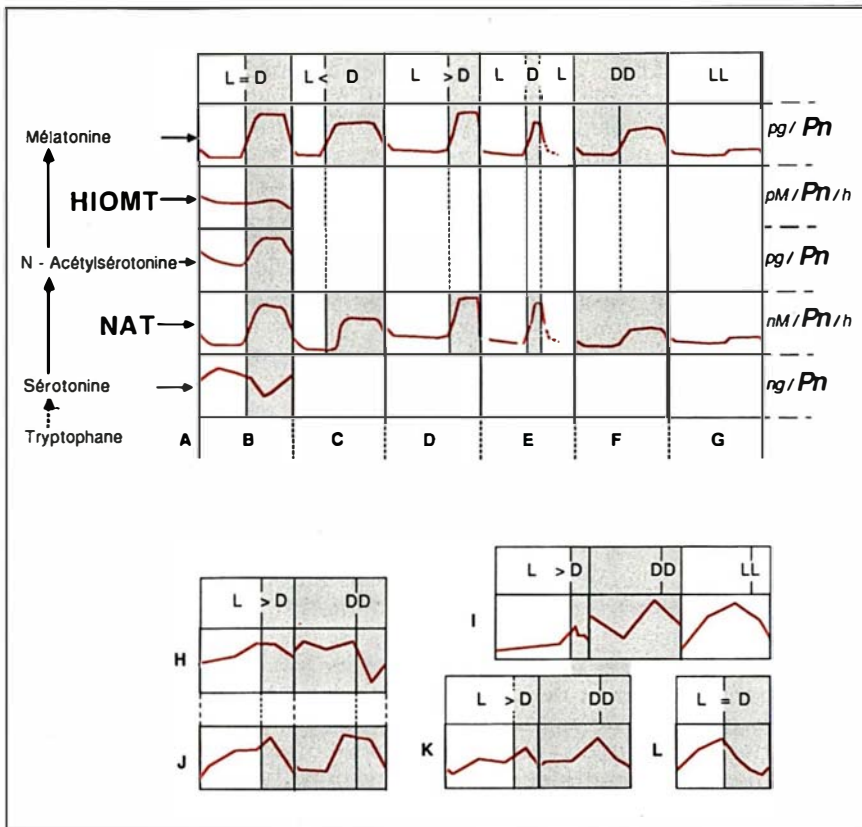 L = D L < D L > D L D L DD LL
Mélatonine pg / Pn
HIOMT pM / Pn / h
N - Acétylsérotonine pg / Pn
NAT nM / Pn / h
Sérotonine ng / Pn
Tryptophane A B C D E F G
L > D DD LL
I
L > D DD
H
L > D DD L = D
J K L